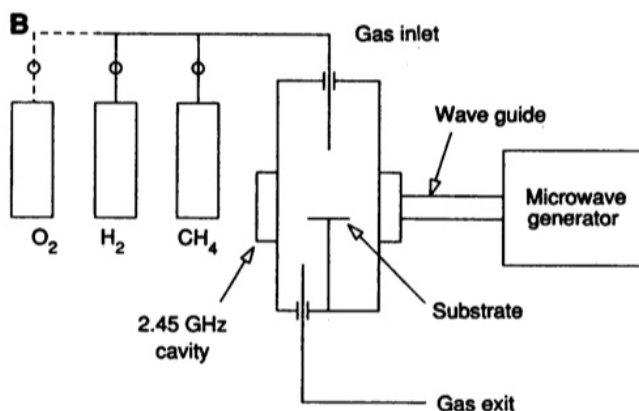 B
Gas inlet
Wave guide
Microwave
generator
O₂
H₂
CH₄
2.45 GHz
cavity
Substrate
Gas exit